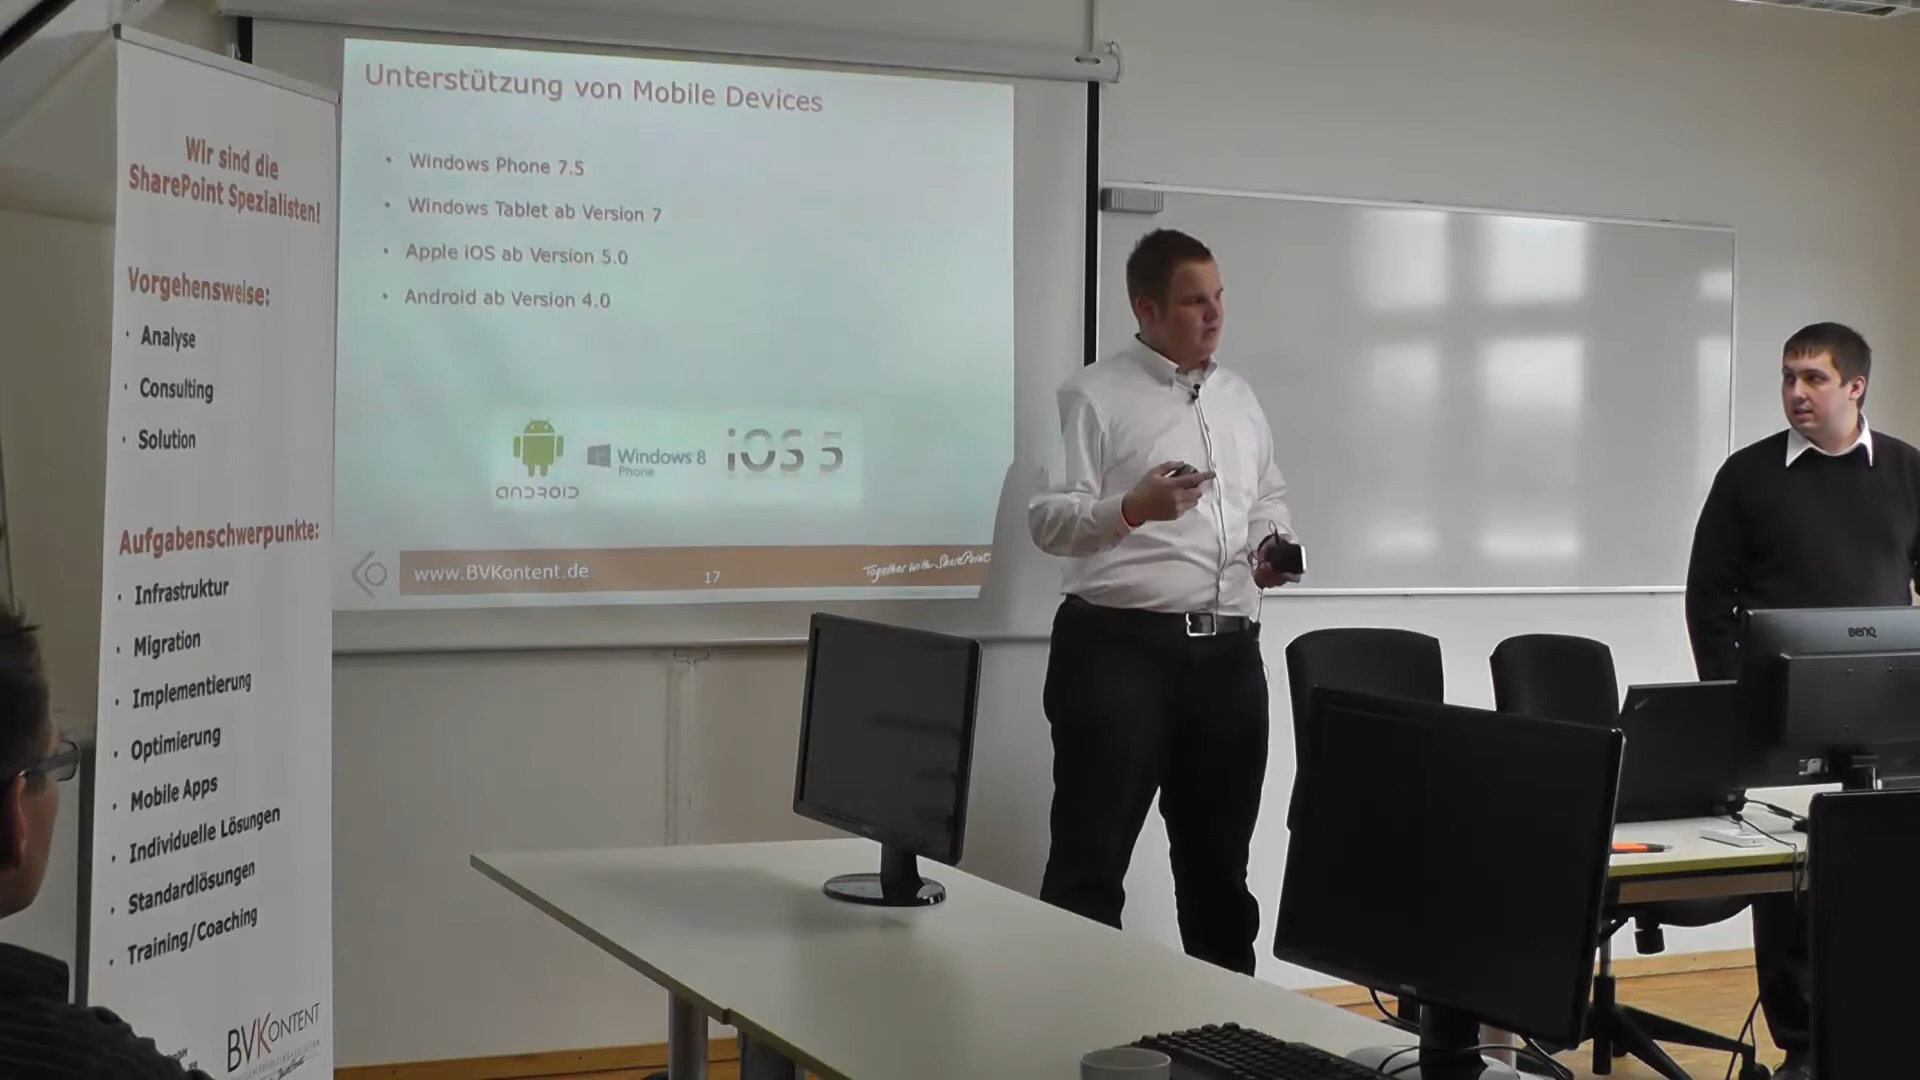 Wir sind die
SharePoint Spezialisten!
Vorgehensweise:
• Analyse
• Consulting
• Solution
Aufgabenschwerpunkte:
• Infrastruktur
• Migration
• Implementierung
• Optimierung
• Mobile Apps
• Individuelle Lösungen
• Standardlösungen
• Training/Coaching
BVKONTENT
Unterstützung von Mobile Devices
• Windows Phone 7.5
• Windows Tablet ab Version 7
• Apple iOS ab Version 5.0
• Android ab Version 4.0
ANDROID
Windows 8
Phone
iOS 5
www.BVKontent.de
17
Together with SharePoint
BenQ